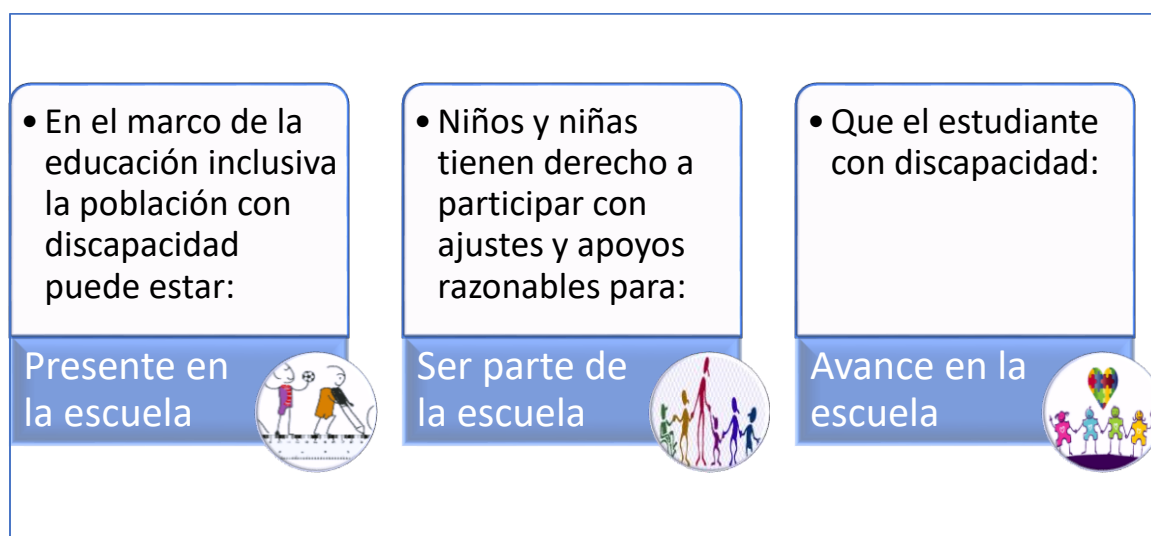 • En el marco de la
educación inclusiva
la población con
discapacidad
puede estar:
Presente en
la escuela
• Niños y niñas
tienen derecho a
participar con
ajustes y apoyos
razonables para:
Ser parte de
la escuela
• Que el estudiante
con discapacidad:
Avance en la
escuela